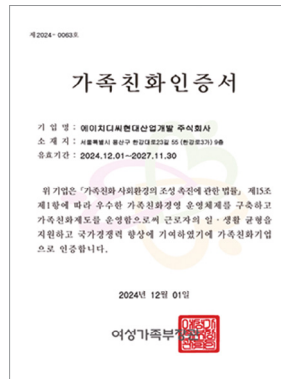 제2024 - 0063호
가족친화인증서
기 업 명 : 에이치디씨현대산업개발 주식회사
소 재 지 : 서울특별시 용산구 한강대로23길 55 (한강로3가) 9층
유효기간 : 2024.12.01~2027.11.30
위 기업은 「가족친화 사회환경의 조성 촉진에 관한 법률」 제15조
제1항에 따라 우수한 가족친화경영 운영체제를 구축하고
가족친화제도를 운영함으로써 근로자의 일 · 생활 균형을
지원하고 국가경쟁력 향상에 기여하였기에 가족친화기업
으로 인증합니다.
2024년 12월 01일
여성가족부장관